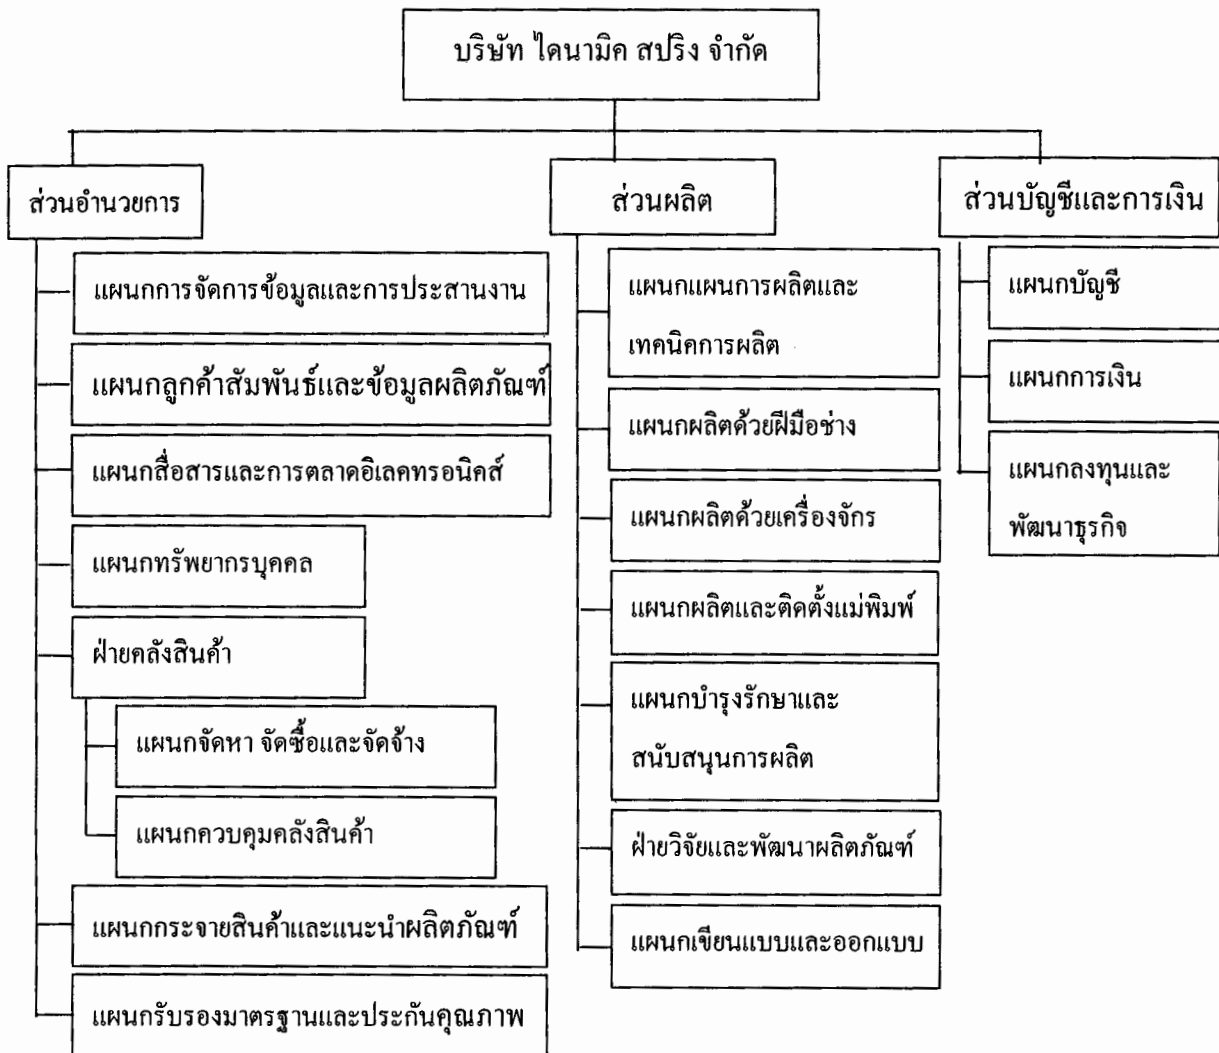 บริษัท ไดนามิค สปริง จำกัด
ส่วนอำนวยการ
แผนกการจัดการข้อมูลและการประสานงาน
แผนกลูกค้าสัมพันธ์และข้อมูลผลิตภัณฑ์
แผนกสื่อสารและการตลาดอิเลคทรอนิคส์
แผนกทรัพยากรบุคคล
ฝ่ายคลังสินค้า
แผนกจัดหา จัดซื้อและจัดจ้าง
แผนกควบคุมคลังสินค้า
แผนกกระจายสินค้าและแนะนำผลิตภัณฑ์
แผนกรับรองมาตรฐานและประกันคุณภาพ
ส่วนผลิต
แผนกแผนการผลิตและ
เทคนิคการผลิต
แผนกผลิตด้วยฝีมือช่าง
แผนกผลิตด้วยเครื่องจักร
แผนกผลิตและติดตั้งแม่พิมพ์
แผนกบำรุงรักษาและ
สนับสนุนการผลิต
ฝ่ายวิจัยและพัฒนาผลิตภัณฑ์
แผนกเขียนแบบและออกแบบ
ส่วนบัญชีและการเงิน
แผนกบัญชี
แผนกการเงิน
แผนกลงทุนและ
พัฒนาธุรกิจ